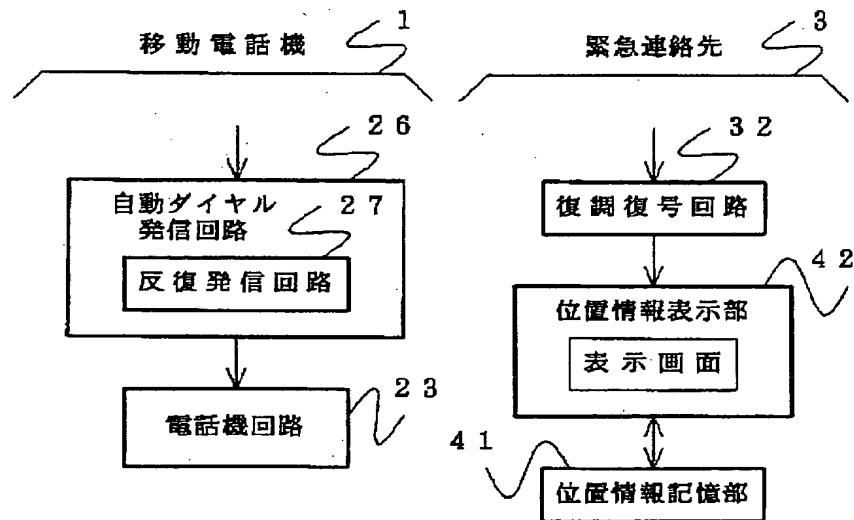 移動電話機
1
26
自動ダイヤル
発信回路
27
反復発信回路
電話機回路
23
緊急連絡先
3
32
復調復号回路
42
位置情報表示部
表示画面
41
位置情報記憶部